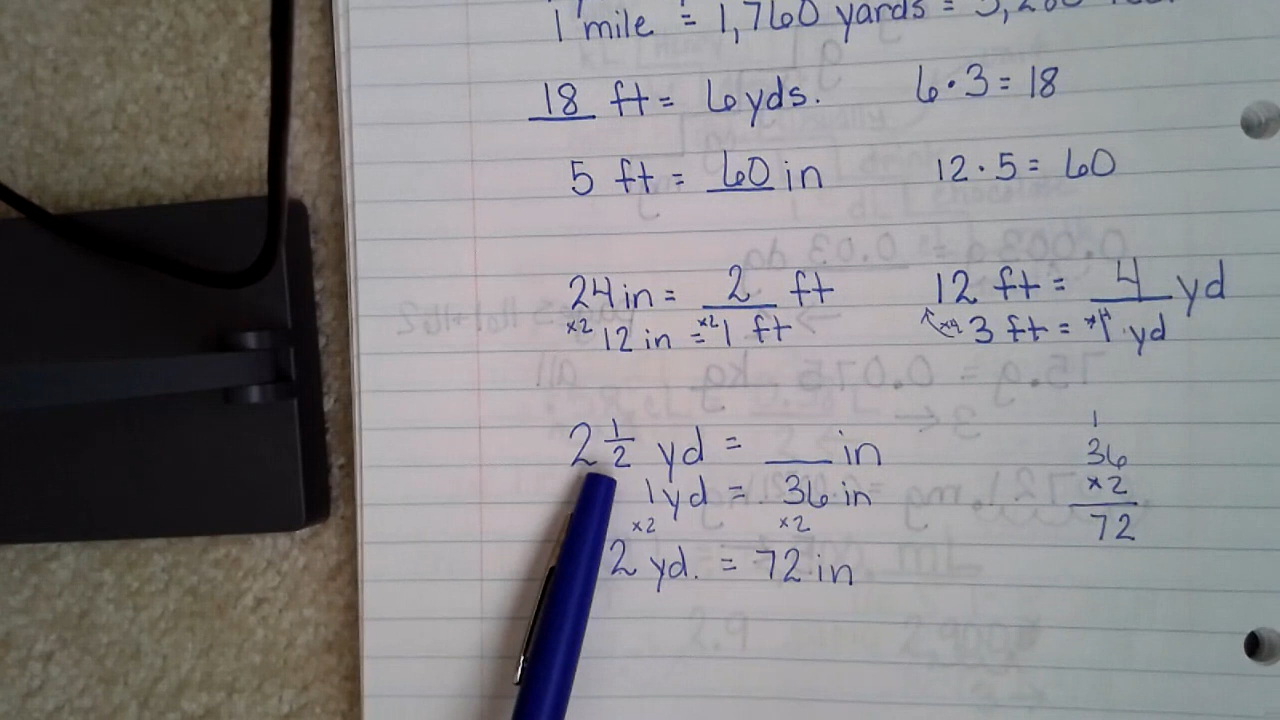 1 mile = 1,760 yards =
18 ft = 6yds. 6·3=18
5 ft = 60 in 12·5=60
24 in = 2 ft 12 ft = 4 yd
×2 12 in = ×2 1 ft 3 ft = 1 yd
2 1/2 yd = __ in 1
36
1 yd = 36 in ×2
×2 ×2
2 yd. = 72 in 72